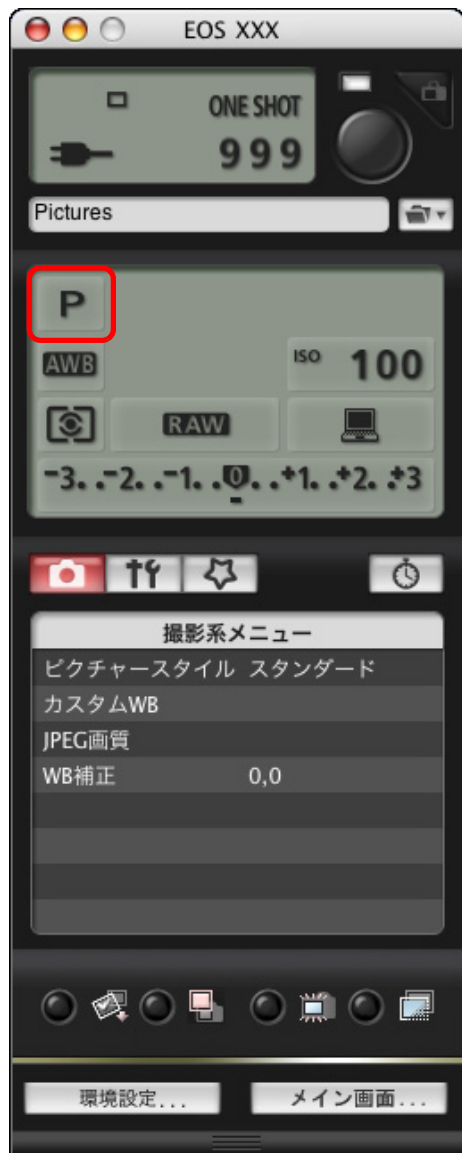 EOS XXX
ONE SHOT
999
Pictures
P
AWB
ISO 100
RAW
-3. .-2. .-1. .0. .+1. .+2. .+3
撮影系メニュー
ピクチャースタイル スタンダード
カスタムWB
JPEG画質
WB補正 0,0
環境設定...
メイン画面...